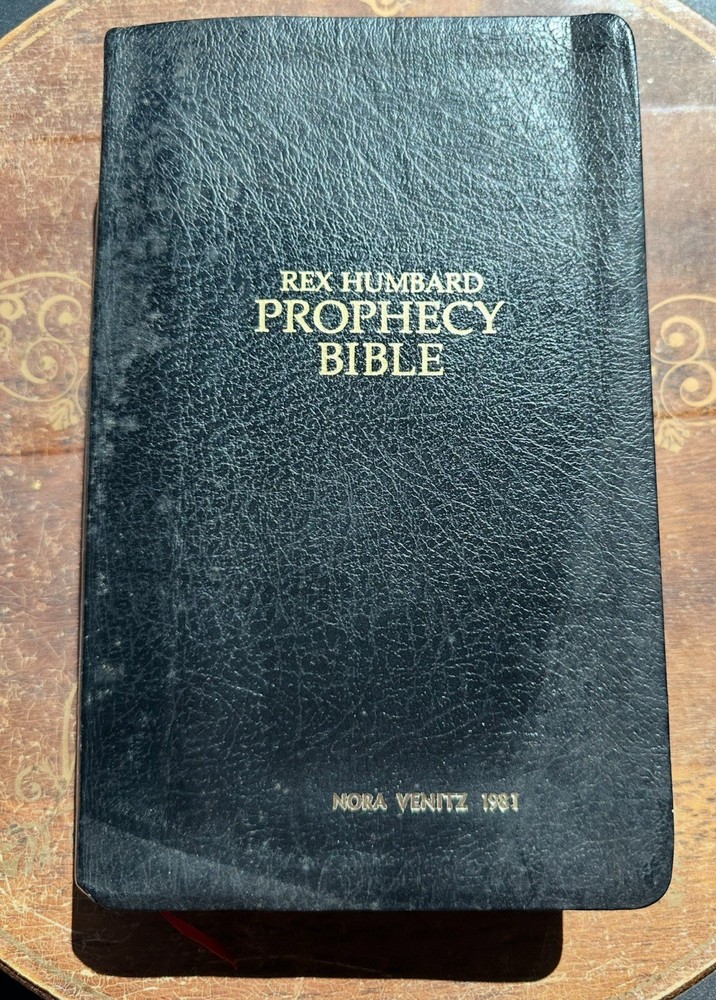 REX HUMBARD
PROPHECY
BIBLE
NORA VENITZ 1981